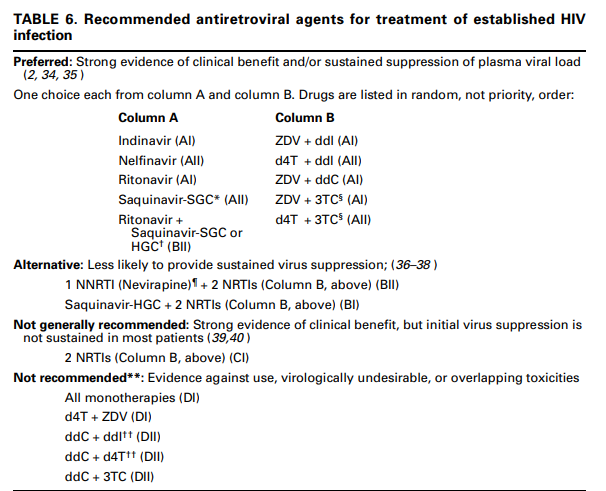 TABLE 6. Recommended antiretroviral agents for treatment of established HIV
infection
Preferred: Strong evidence of clinical benefit and/or sustained suppression of plasma viral load
(2, 34, 35 )
One choice each from column A and column B. Drugs are listed in random, not priority, order:
Column A Column B
Indinavir (AI) ZDV + ddI (AI)
Nelfinavir (AII) d4T + ddI (AII)
Ritonavir (AI) ZDV + ddC (AI)
Saquinavir-SGC* (AII) ZDV + 3TC§ (AI)
Ritonavir + d4T + 3TC§ (AII)
Saquinavir-SGC or
HGC† (BII)
Alternative: Less likely to provide sustained virus suppression; (36–38 )
1 NNRTI (Nevirapine)¶ + 2 NRTIs (Column B, above) (BII)
Saquinavir-HGC + 2 NRTIs (Column B, above) (BI)
Not generally recommended: Strong evidence of clinical benefit, but initial virus suppression is
not sustained in most patients (39,40 )
2 NRTIs (Column B, above) (CI)
Not recommended**: Evidence against use, virologically undesirable, or overlapping toxicities
All monotherapies (DI)
d4T + ZDV (DI)
ddC + ddI†† (DII)
ddC + d4T†† (DII)
ddC + 3TC (DII)